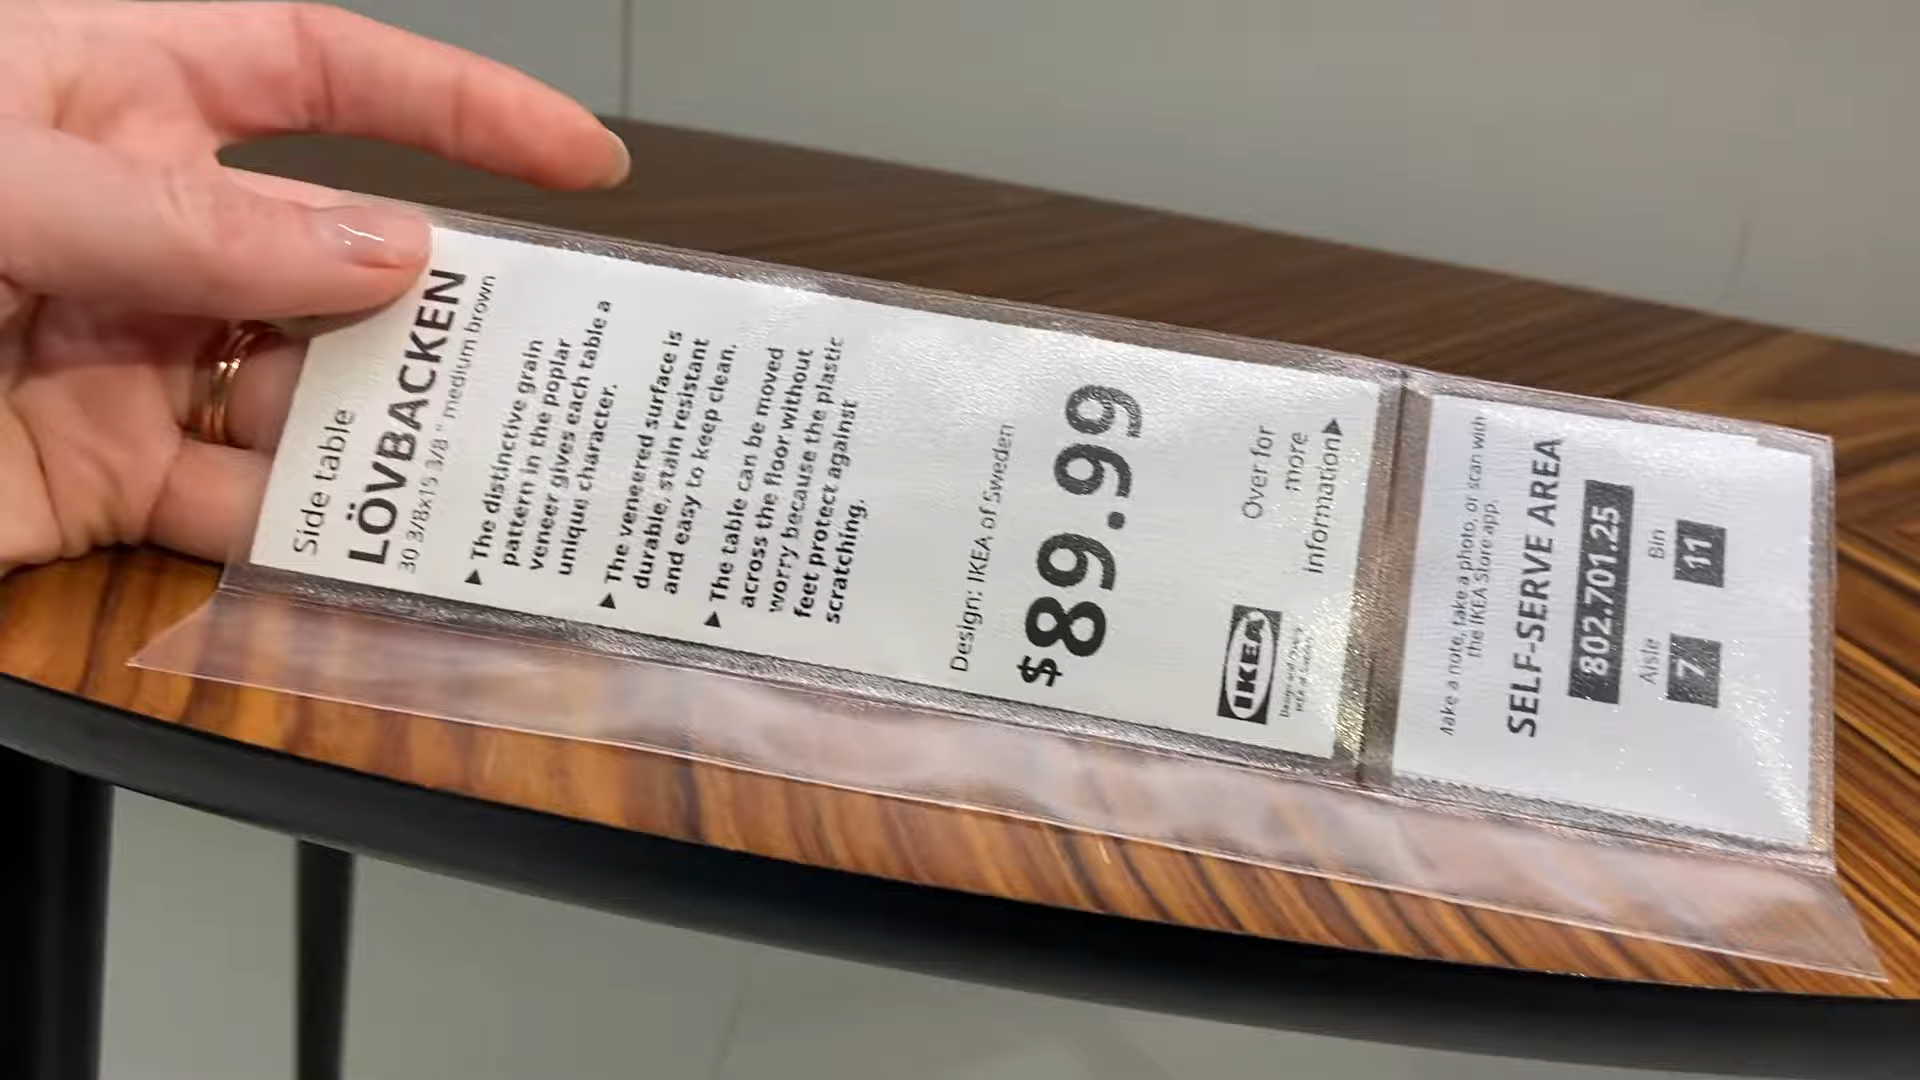 Side table
LÖVBACKEN
30 3/8x15 3/8 " medium brown
▶ The distinctive grain
pattern in the poplar
veneer gives each table a
unique character.
▶ The veneered surface is
durable, stain resistant
and easy to keep clean.
▶ The table can be moved
across the floor without
worry because the plastic
feet protect against
scratching.
Design: IKEA of Sweden
$89.99
Over for
more
information▶
IKEA
Make a note, take a photo, or scan with
the IKEA Store app.
SELF-SERVE AREA
802.701.25
Aisle Bin
7 11